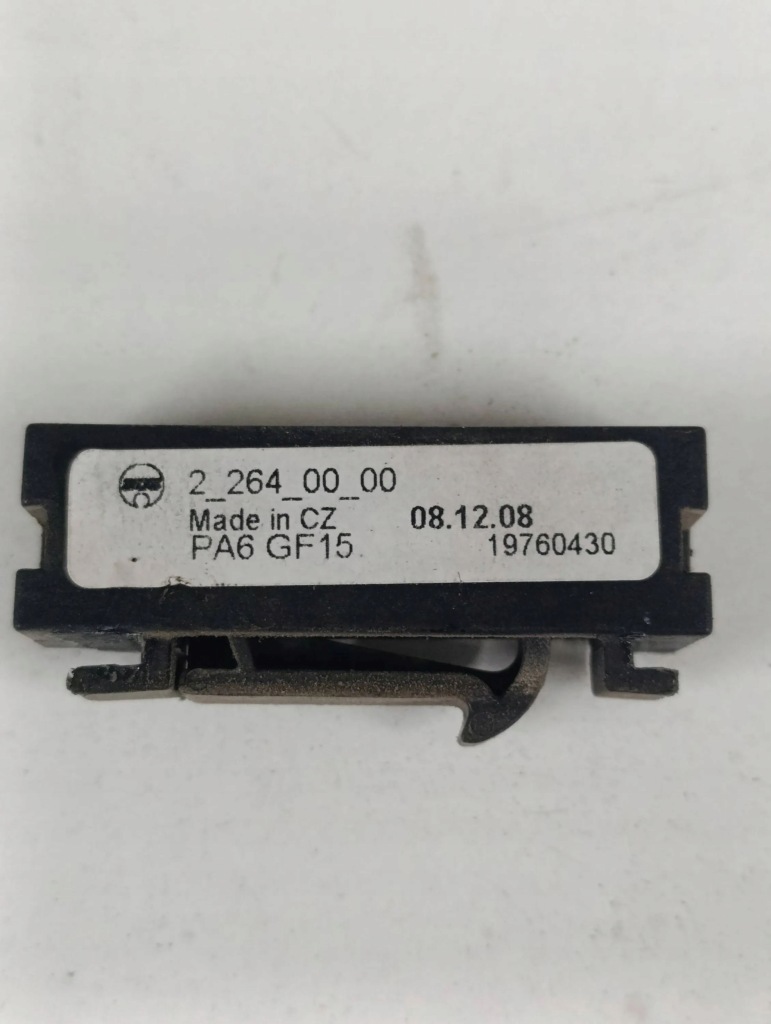 2_264_00_00
Made in CZ 08.12.08
PA6 GF15 19760430